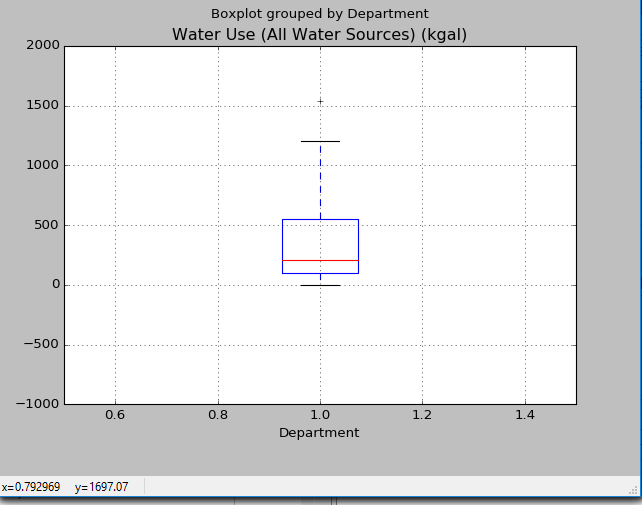 Boxplot grouped by Department
Water Use (All Water Sources) (kgal)
2000
1500
1000
500
0
−500
−1000
0.6 0.8 1.0 1.2 1.4
Department
x=0.792969 y=1697.07